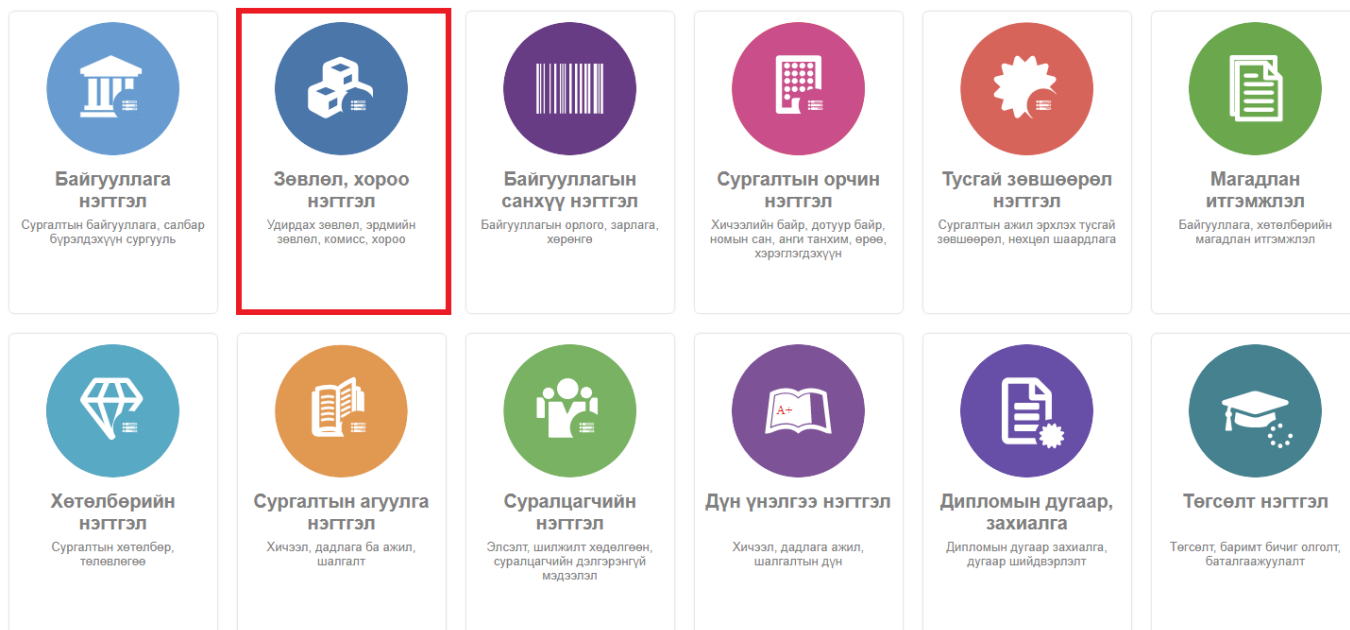 Байгууллага
нэгтгэл
Сургалтын байгууллага, салбар
бүрэлдэхүүн сургууль
Зөвлөл, хороо
нэгтгэл
Удирдах зөвлөл, эрдмийн
зөвлөл, комисс, хороо
Байгууллагын
санхүү нэгтгэл
Байгууллагын орлого, зарлага,
хөрөнгө
Сургалтын орчин
нэгтгэл
Хичээлийн байр, дотуур байр,
номын сан, анги танхим, өрөө,
хэрэглэгдэхүүн
Тусгай зөвшөөрөл
нэгтгэл
Сургалтын ажил эрхлэх тусгай
зөвшөөрөл, нөхцөл шаардлага
Магадлан
итгэмжлэл
Байгууллага, хөтөлбөрийн
магадлан итгэмжлэл
Хөтөлбөрийн
нэгтгэл
Сургалтын хөтөлбөр,
төлөвлөгөө
Сургалтын агуулга
нэгтгэл
Хичээл, дадлага ба ажил,
шалгалт
Суралцагчийн
нэгтгэл
Элсэлт, шилжилт хөдөлгөөн,
суралцагчийн дэлгэрэнгүй
мэдээлэл
A+
Дүн үнэлгээ нэгтгэл
Хичээл, дадлага ажил,
шалгалтын дүн
Дипломын дугаар,
захиалга
Дипломын дугаар захиалга,
дугаар шийдвэрлэлт
Төгсөлт нэгтгэл
Төгсөлт, баримт бичиг олголт,
баталгаажуулалт